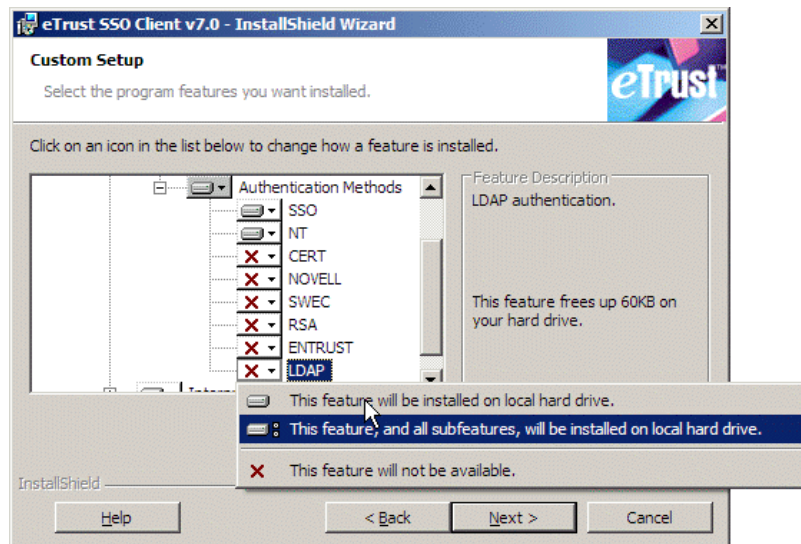 eTrust SSO Client v7.0 - InstallShield Wizard
Custom Setup
Select the program features you want installed.
eTrust™
Click on an icon in the list below to change how a feature is installed.
Authentication Methods
SSO
NT
CERT
NOVELL
SWEC
RSA
ENTRUST
LDAP
Feature Description
LDAP authentication.
This feature frees up 60KB on
your hard drive.
This feature will be installed on local hard drive.
This feature, and all subfeatures, will be installed on local hard drive.
This feature will not be available.
InstallShield
Help
< Back
Next >
Cancel